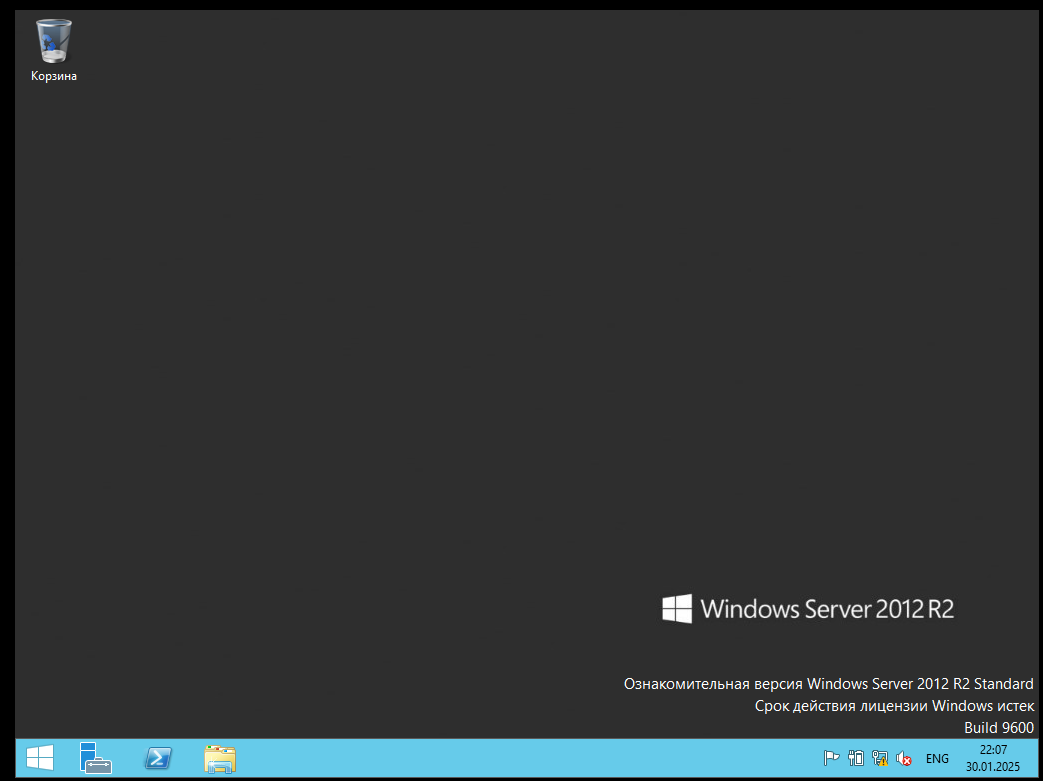 Корзина
Windows Server 2012 R2
Ознакомительная версия Windows Server 2012 R2 Standard
Срок действия лицензии Windows истек
Build 9600
ENG
22:07
30.01.2025